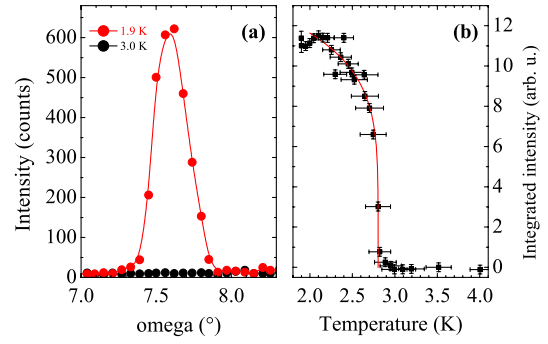 1.9 K
3.0 K
(a)
(b)
Intensity (counts)
600
500
400
300
200
100
0
7.0 7.5 8.0
omega (°)
12
10
8
6
4
2
0
Integrated intensity (arb. u.)
2.0 2.5 3.0 3.5 4.0
Temperature (K)